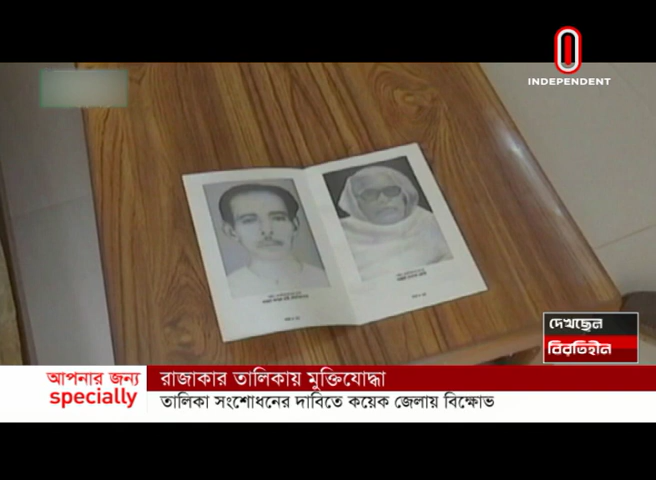 INDEPENDENT
দেখছেন
বিরতিহীন
আপনার জন্য
specially
রাজাকার তালিকায় মুক্তিযোদ্ধা
তালিকা সংশোধনের দাবিতে কয়েক জেলায় বিক্ষোভ